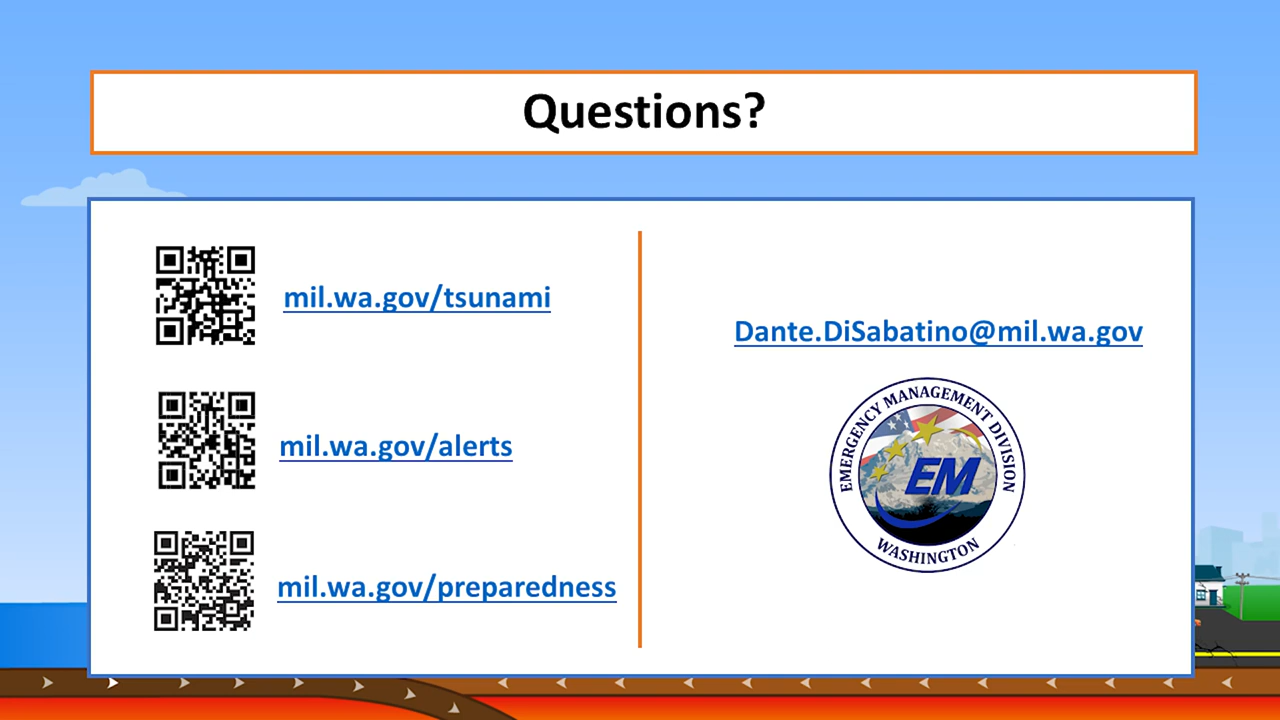 Questions?
mil.wa.gov/tsunami
mil.wa.gov/alerts
mil.wa.gov/preparedness
Dante.DiSabatino@mil.wa.gov
EMERGENCY MANAGEMENT DIVISION
EM
WASHINGTON